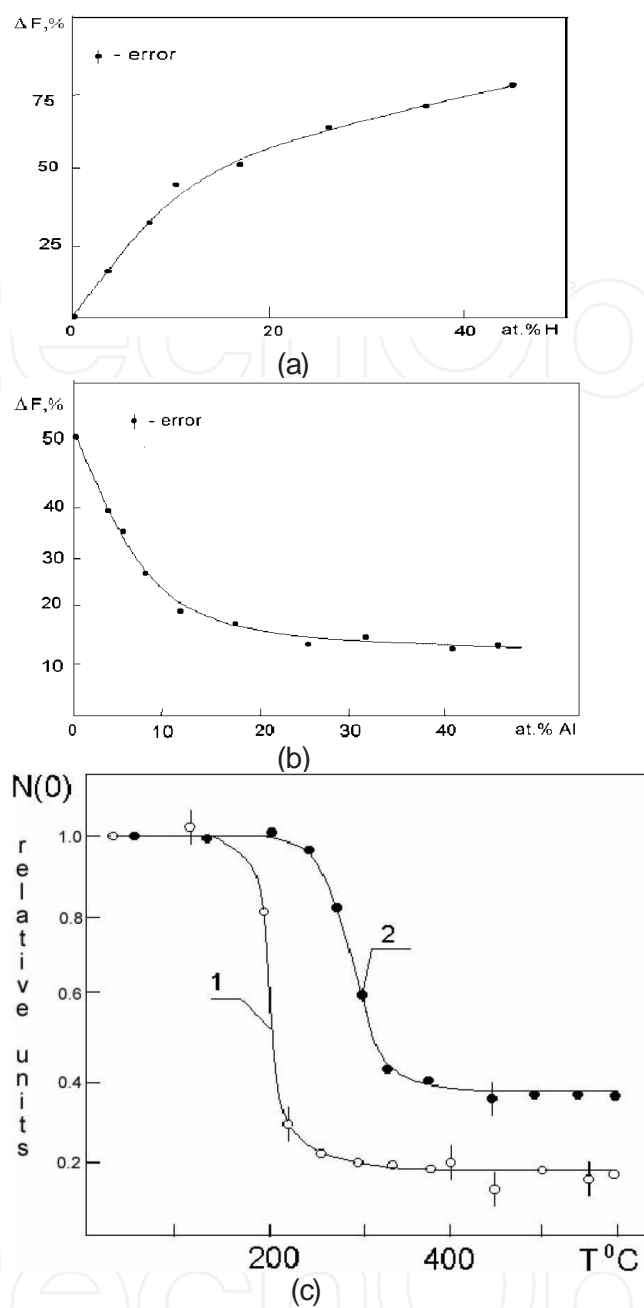 ΔF,%
- error
75
50
25
0 20 40 at.% H
(a)
ΔF,%
- error
50
40
30
20
10
0 10 20 30 40 at.% Al
(b)
N(0)
relative units
1.0
0.8
0.6
0.4
0.2
1
2
200 400 T⁰C
(c)